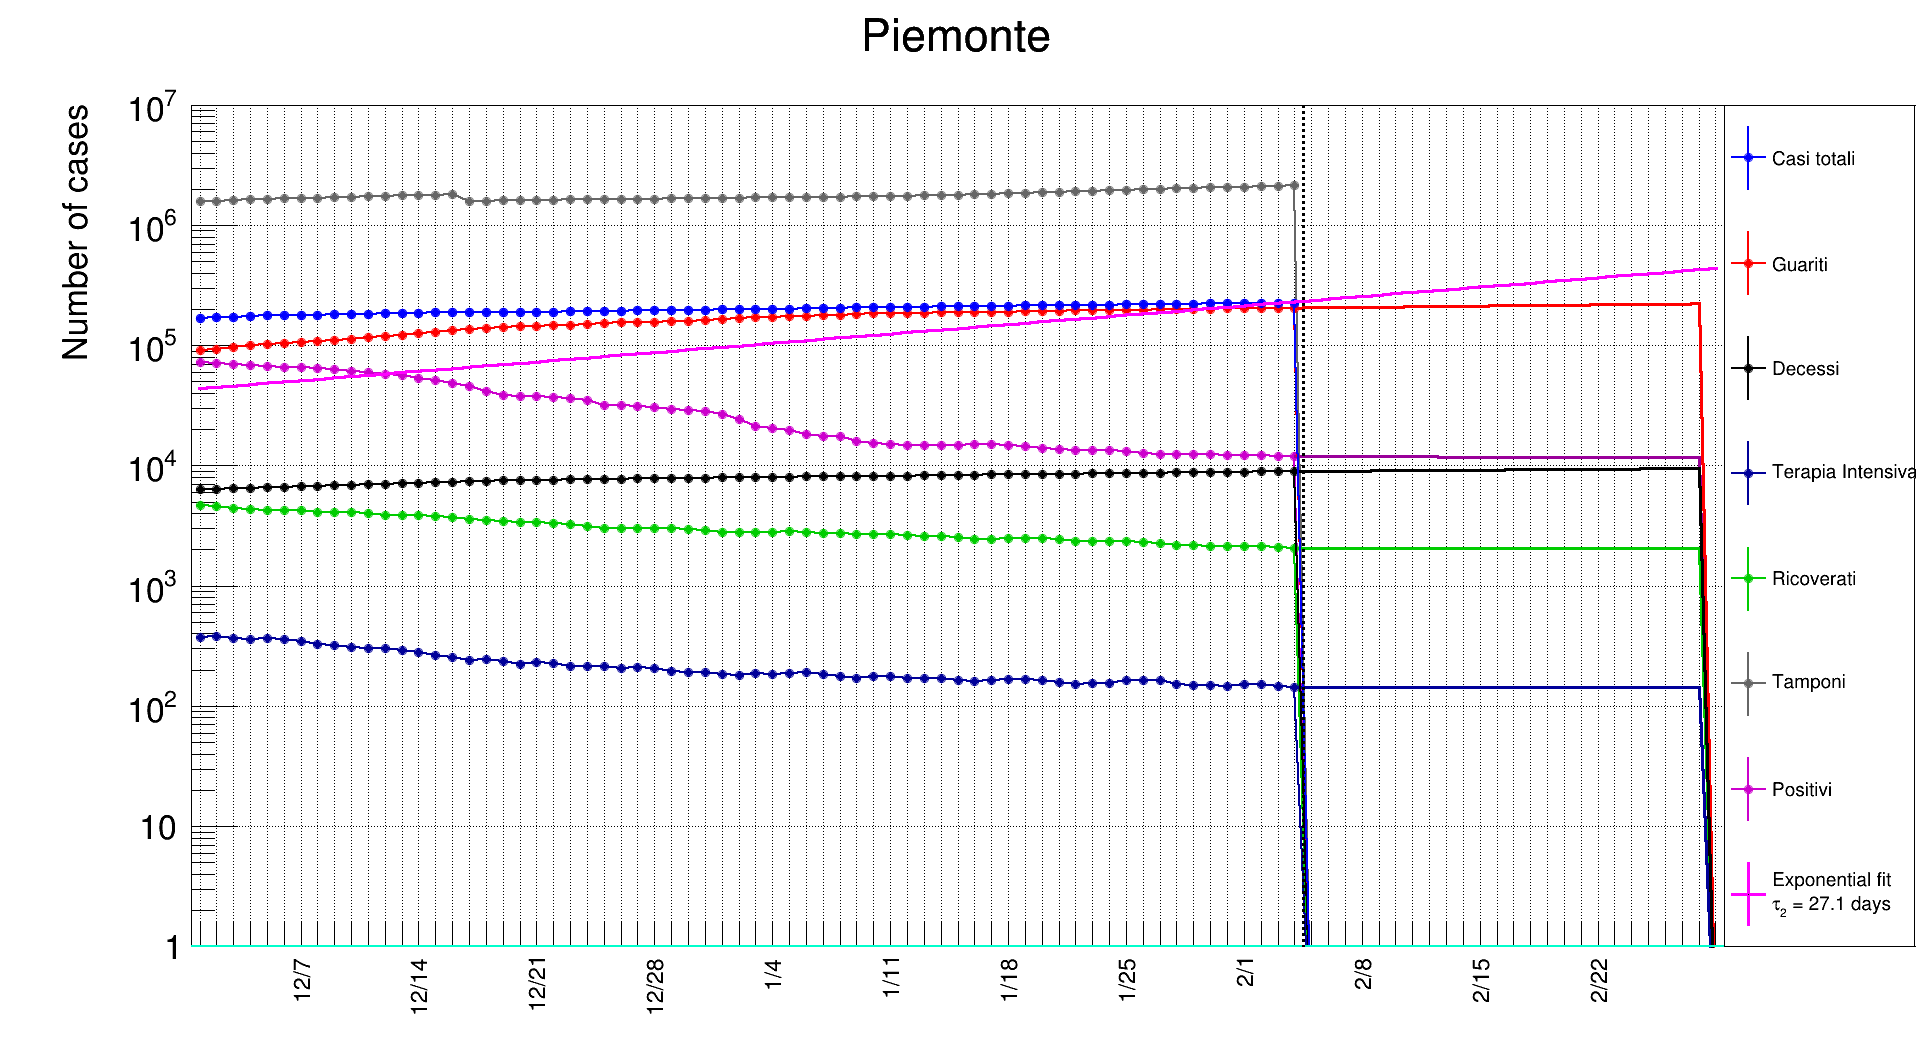 Piemonte
Number of cases
10^7
10^6
10^5
10^4
10^3
10^2
10
1
12/7
12/14
12/21
12/28
1/4
1/11
1/18
1/25
2/1
2/8
2/15
2/22
Casi totali
Guariti
Decessi
Terapia Intensiva
Ricoverati
Tamponi
Positivi
Exponential fit
τ_2 = 27.1 days